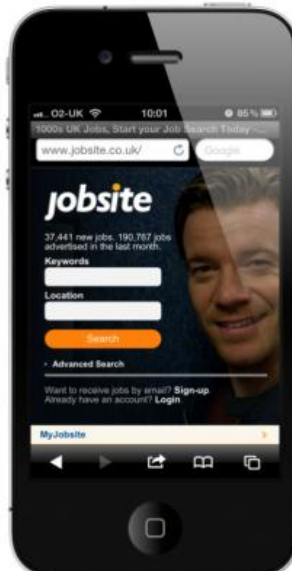 O2-UK 10:01 85%
1000s UK Jobs, Start your Job Search Today -...
www.jobsite.co.uk/ Google
jobsite
37,441 new jobs. 190,767 jobs
advertised in the last month.
Keywords
Location
Search
Advanced Search
Want to receive jobs by email? Sign-up.
Already have an account? Login
MyJobsite